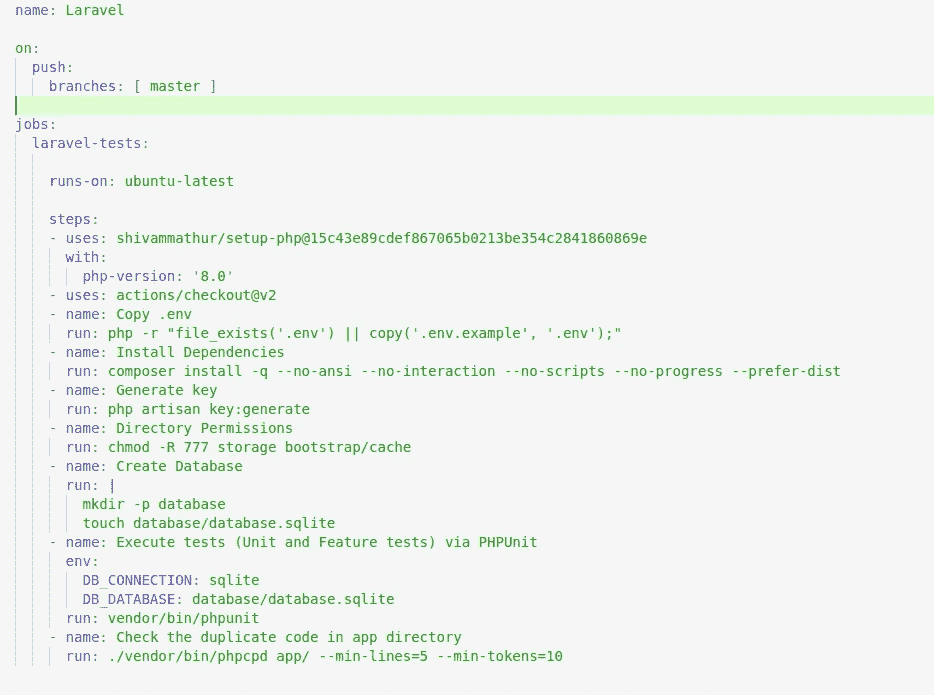 name: Laravel
on:
push:
branches: [ master ]
jobs:
laravel-tests:
runs-on: ubuntu-latest
steps:
- uses: shivammathur/setup-php@15c43e89cdef867065b0213be354c2841860869e
with:
php-version: '8.0'
- uses: actions/checkout@v2
- name: Copy .env
run: php -r "file_exists('.env') || copy('.env.example', '.env');"
- name: Install Dependencies
run: composer install -q --no-ansi --no-interaction --no-scripts --no-progress --prefer-dist
- name: Generate key
run: php artisan key:generate
- name: Directory Permissions
run: chmod -R 777 storage bootstrap/cache
- name: Create Database
run: |
mkdir -p database
touch database/database.sqlite
- name: Execute tests (Unit and Feature tests) via PHPUnit
env:
DB_CONNECTION: sqlite
DB_DATABASE: database/database.sqlite
run: vendor/bin/phpunit
- name: Check the duplicate code in app directory
run: ./vendor/bin/phpcpd app/ --min-lines=5 --min-tokens=10